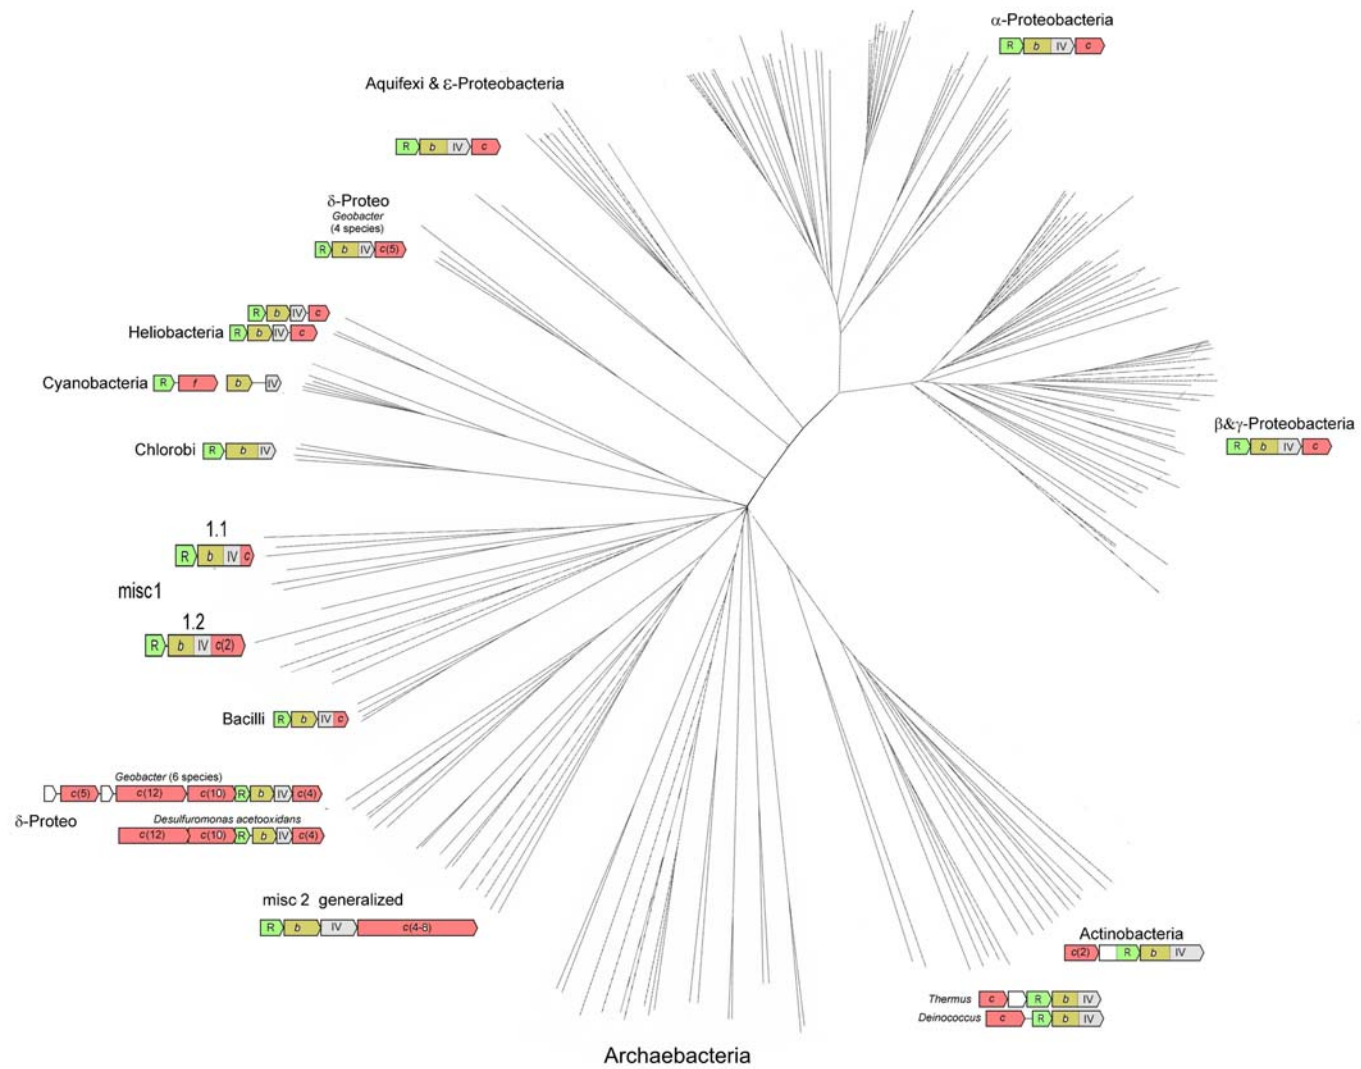 α-Proteobacteria
R b IV c
Aquifexi & ε-Proteobacteria
R b IV c
δ-Proteo
Geobacter
(4 species)
R b IV c(5)
R b IV c
Heliobacteria R b IV c
Cyanobacteria R f b IV
Chlorobi R b IV
β&γ-Proteobacteria
R b IV c
1.1
R b IV c
misc1
1.2
R b IV c(2)
Bacilli R b IV c
Geobacter (6 species)
c(5) c(12) c(10) R b IV c(4)
δ-Proteo
Desulfuromonas acetooxidans
c(12) c(10) R b IV c(4)
misc 2 generalized
R b IV c(4-8)
Actinobacteria
c(2) R b IV
Thermus c R b IV
Deinococcus c R b IV
Archaebacteria